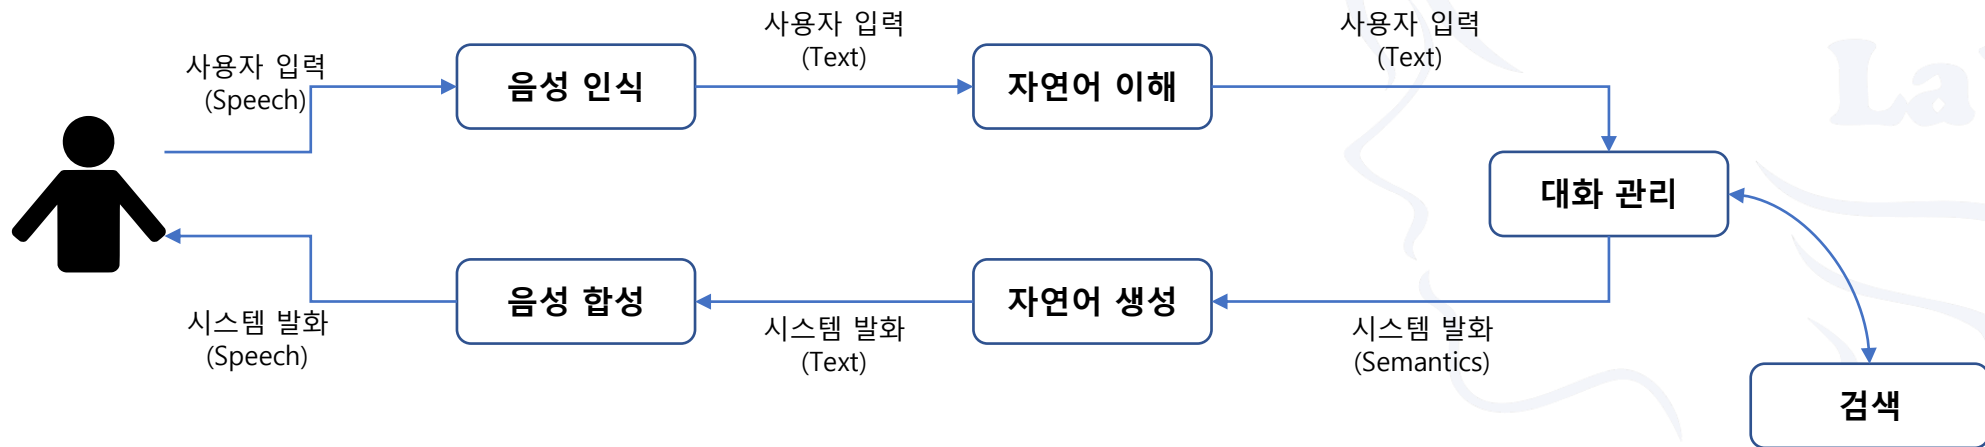 사용자 입력
(Speech)
음성 인식
사용자 입력
(Text)
자연어 이해
사용자 입력
(Text)
대화 관리
검색
시스템 발화
(Semantics)
자연어 생성
시스템 발화
(Text)
음성 합성
시스템 발화
(Speech)
La